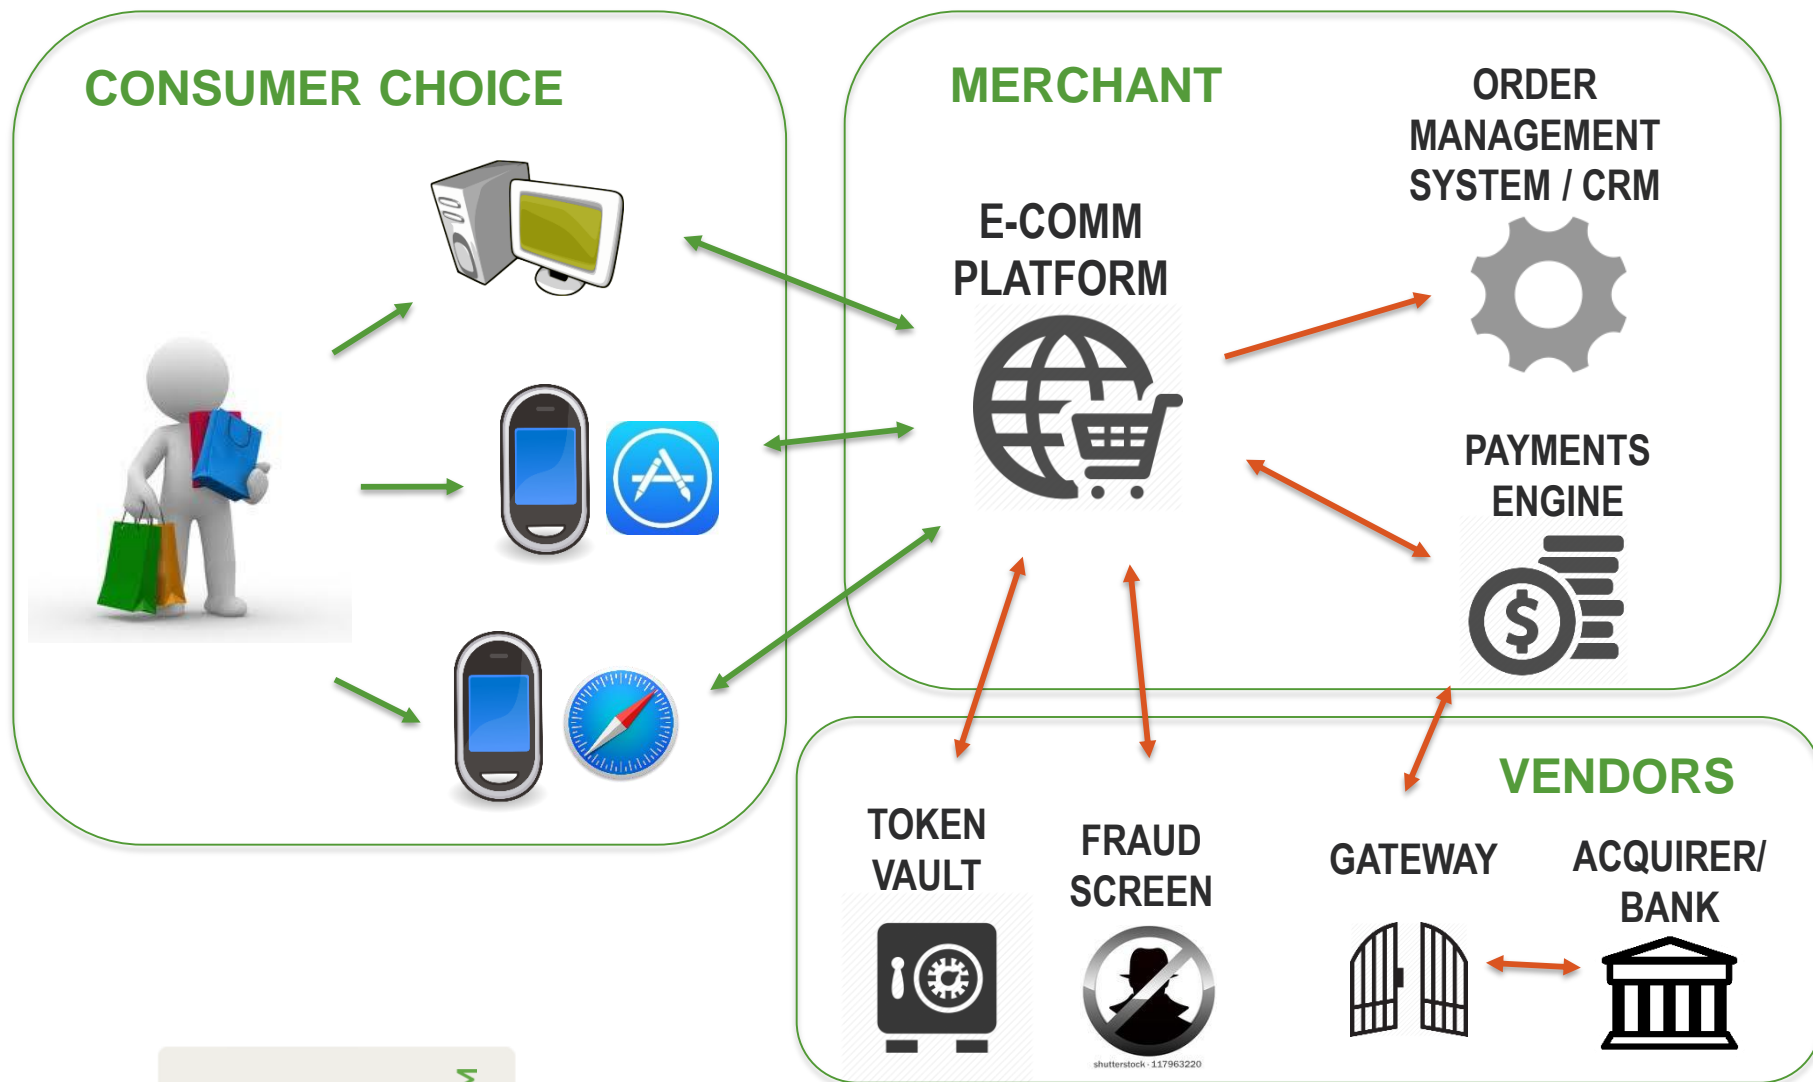 CONSUMER CHOICE
MERCHANT
ORDER
MANAGEMENT
SYSTEM / CRM
E-COMM
PLATFORM
PAYMENTS
ENGINE
$
VENDORS
TOKEN
VAULT
FRAUD
SCREEN
GATEWAY
ACQUIRER/
BANK
shutterstock · 117963220